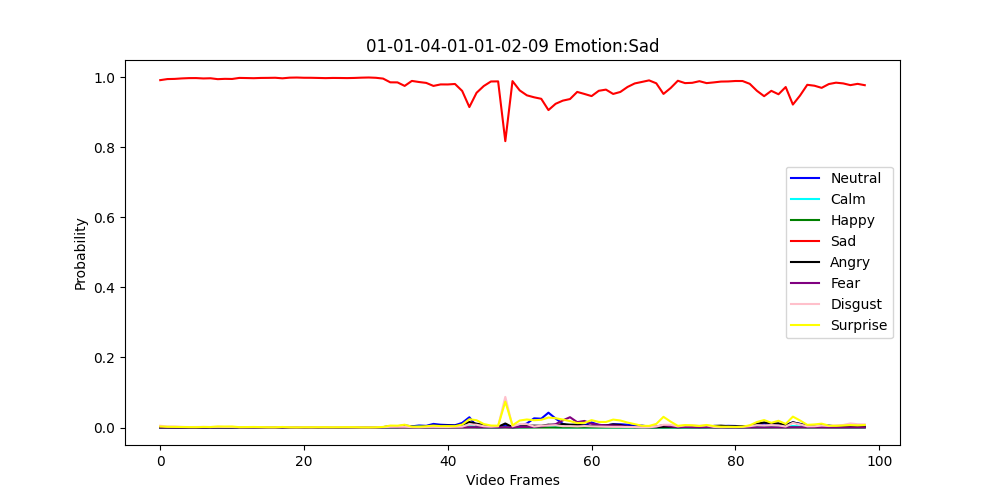 01-01-04-01-01-02-09 Emotion:Sad
Probability
1.0
0.8
0.6
0.4
0.2
0.0
Neutral
Calm
Happy
Sad
Angry
Fear
Disgust
Surprise
0 20 40 60 80 100
Video Frames